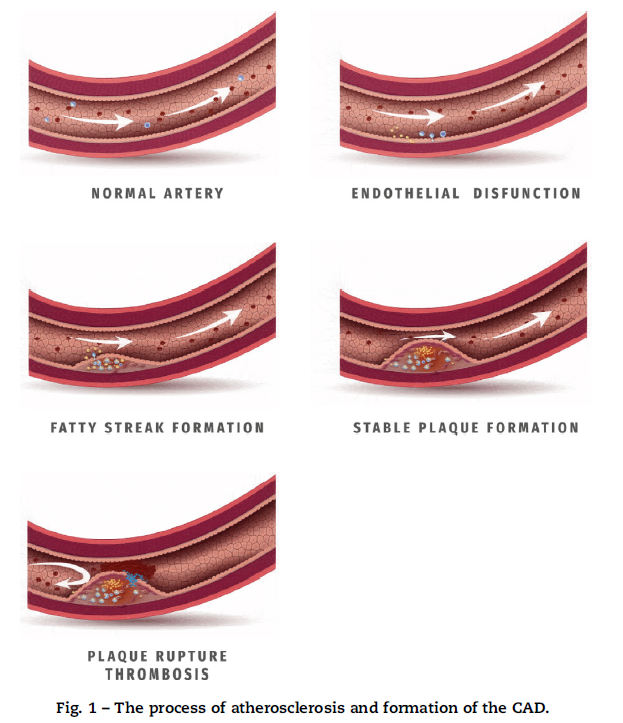 NORMAL ARTERY
ENDOTHELIAL DISFUNCTION
FATTY STREAK FORMATION
STABLE PLAQUE FORMATION
PLAQUE RUPTURE
THROMBOSIS
Fig. 1 – The process of atherosclerosis and formation of the CAD.